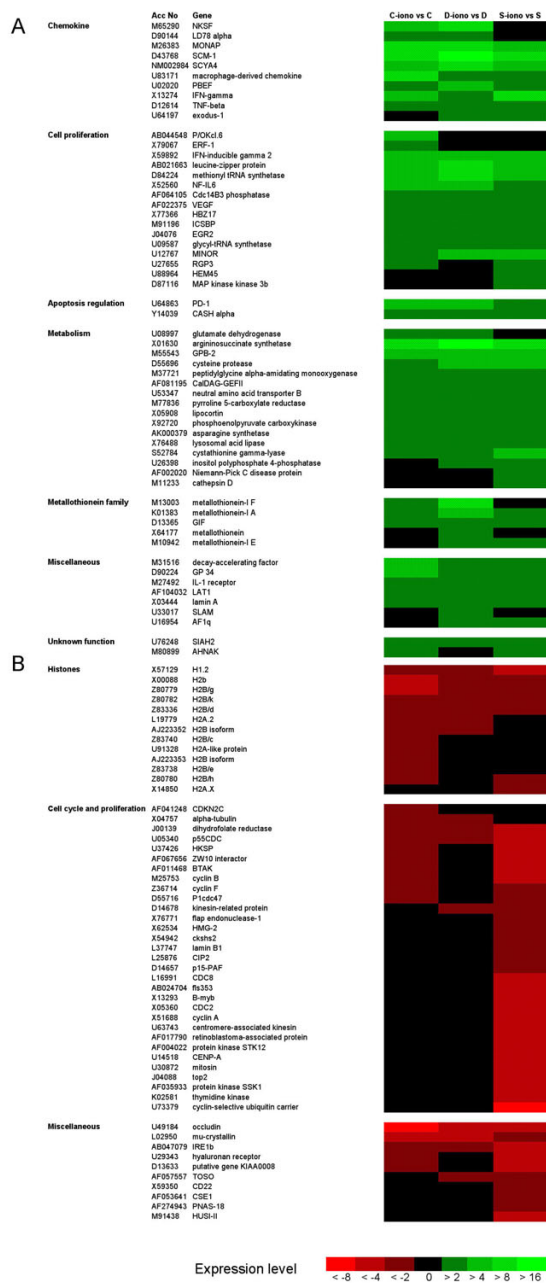 A
Acc No Gene C-iono vs C D-iono vs D S-iono vs S
Chemokine M65290 NKSF
D90144 LD78 alpha
M26383 MONAP
D43768 SCM-1
NM002984 SCYA4
U83171 macrophage-derived chemokine
U02020 PBEF
X13274 IFN-gamma
D12614 TNF-beta
U64197 exodus-1
Cell proliferation AB044548 P/OKcl.6
X79067 ERF-1
X59892 IFN-inducible gamma 2
AB021663 leucine-zipper protein
D84224 methionyl tRNA synthetase
X52560 NF-IL6
AF064105 Cdc14B3 phosphatase
AF022375 VEGF
X77366 HBZ17
M91196 ICSBP
J04076 EGR2
U09587 glycyl-tRNA synthetase
U12767 MINOR
U27655 RGP3
U88964 HEM45
D87116 MAP kinase kinase 3b
Apoptosis regulation U64863 PD-1
Y14039 CASH alpha
Metabolism U08997 glutamate dehydrogenase
X01630 argininosuccinate synthetase
M55543 GPB-2
D55696 cysteine protease
M37721 peptidylglycine alpha-amidating monooxygenase
AF081195 CalDAG-GEFII
U53347 neutral amino acid transporter B
M77836 pyrroline 5-carboxylate reductase
X05908 lipocortin
X92720 phosphoenolpyruvate carboxykinase
AK000379 asparagine synthetase
X76488 lysosomal acid lipase
S52784 cystathionine gamma-lyase
U26398 inositol polyphosphate 4-phosphatase
AF002020 Niemann-Pick C disease protein
M11233 cathepsin D
Metallothionein family M13003 metallothionein-I F
K01383 metallothionein-I A
D13365 GIF
X64177 metallothionein
M10942 metallothionein-I E
Miscellaneous M31516 decay-accelerating factor
D90224 GP 34
M27492 IL-1 receptor
AF104032 LAT1
X03444 lamin A
U33017 SLAM
U16954 AF1q
Unknown function U76248 SIAH2
M80899 AHNAK
B
Histones X57129 H1.2
X00088 H2b
Z80779 H2B/g
Z80782 H2B/k
Z83336 H2B/d
L19779 H2A.2
AJ223352 H2B isoform
Z83740 H2B/c
U91328 H2A-like protein
AJ223353 H2B isoform
Z83738 H2B/e
Z80780 H2B/h
X14850 H2A.X
Cell cycle and proliferation AF041248 CDKN2C
X04757 alpha-tubulin
J00139 dihydrofolate reductase
U05340 p55CDC
U37426 HKSP
AF067656 ZW10 interactor
AF011468 BTAK
M25753 cyclin B
Z36714 cyclin F
D55716 P1cdc47
D14678 kinesin-related protein
X76771 flap endonuclease-1
X62534 HMG-2
X54942 ckshs2
L37747 lamin B1
L25876 CIP2
D14657 p15-PAF
L16991 CDC8
AB024704 fls353
X13293 B-myb
X05360 CDC2
X51688 cyclin A
U63743 centromere-associated kinesin
AF017790 retinoblastoma-associated protein
AF004022 protein kinase STK12
U14518 CENP-A
U30872 mitosin
J04088 top2
AF035933 protein kinase SSK1
K02581 thymidine kinase
U73379 cyclin-selective ubiquitin carrier
Miscellaneous U49184 occludin
L02950 mu-crystallin
AB047079 IRE1b
U29343 hyaluronan receptor
D13633 putative gene KIAA0008
AF057557 TOSO
X59350 CD22
AF053641 CSE1
AF274943 PNAS-18
M91438 HUSI-II
Expression level < -8 < -4 < -2 0 > 2 > 4 > 8 > 16